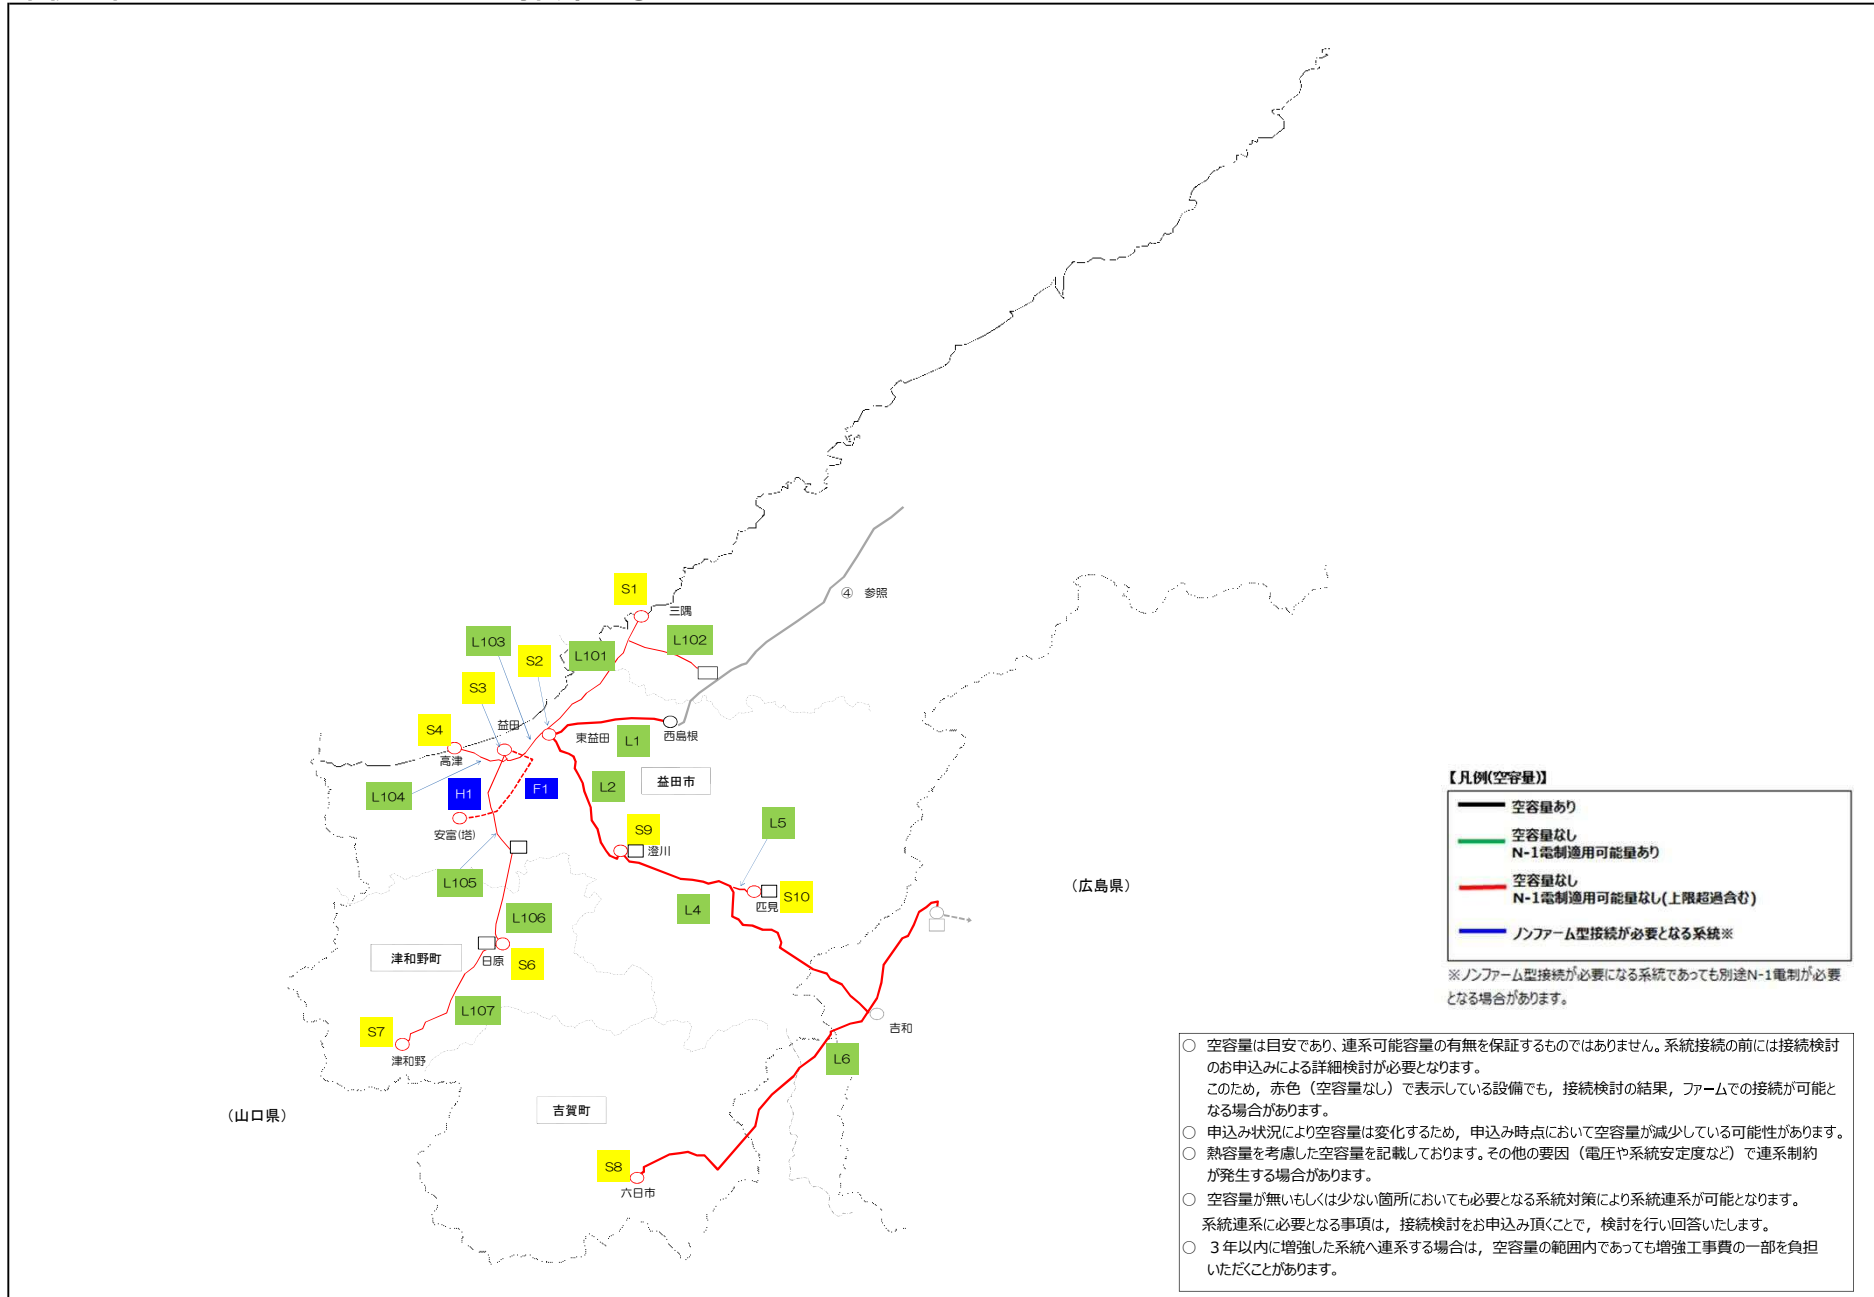 ④ 参照
S1
三隅
L103
L102
S2
L101
S3
益田
S4
東益田
L1
西島根
高津
益田市
L2
H1
F1
L104
L5
安富(塔)
S9
澄川
(広島県)
L105
S10
匹見
L4
L106
津和野町
日原
S6
L107
吉和
S7
津和野
L6
吉賀町
(山口県)
S8
六日市
【凡例(空容量)】
空容量あり
空容量なし
N-1電制適用可能量あり
空容量なし
N-1電制適用可能量なし(上限超過含む)
ノンファーム型接続が必要となる系統※
※ノンファーム型接続が必要になる系統であっても別途N-1電制が必要
となる場合があります。
○ 空容量は目安であり、連系可能容量の有無を保証するものではありません。系統接続の前には接続検討
のお申込みによる詳細検討が必要となります。
このため，赤色（空容量なし）で表示している設備でも，接続検討の結果，ファームでの接続が可能と
なる場合があります。
○ 申込み状況により空容量は変化するため，申込み時点において空容量が減少している可能性があります。
○ 熱容量を考慮した空容量を記載しております。その他の要因（電圧や系統安定度など）で連系制約
が発生する場合があります。
○ 空容量が無いもしくは少ない箇所においても必要となる系統対策により系統連系が可能となります。
系統連系に必要となる事項は，接続検討をお申込み頂くことで，検討を行い回答いたします。
○ ３年以内に増強した系統へ連系する場合は，空容量の範囲内であっても増強工事費の一部を負担
いただくことがあります。